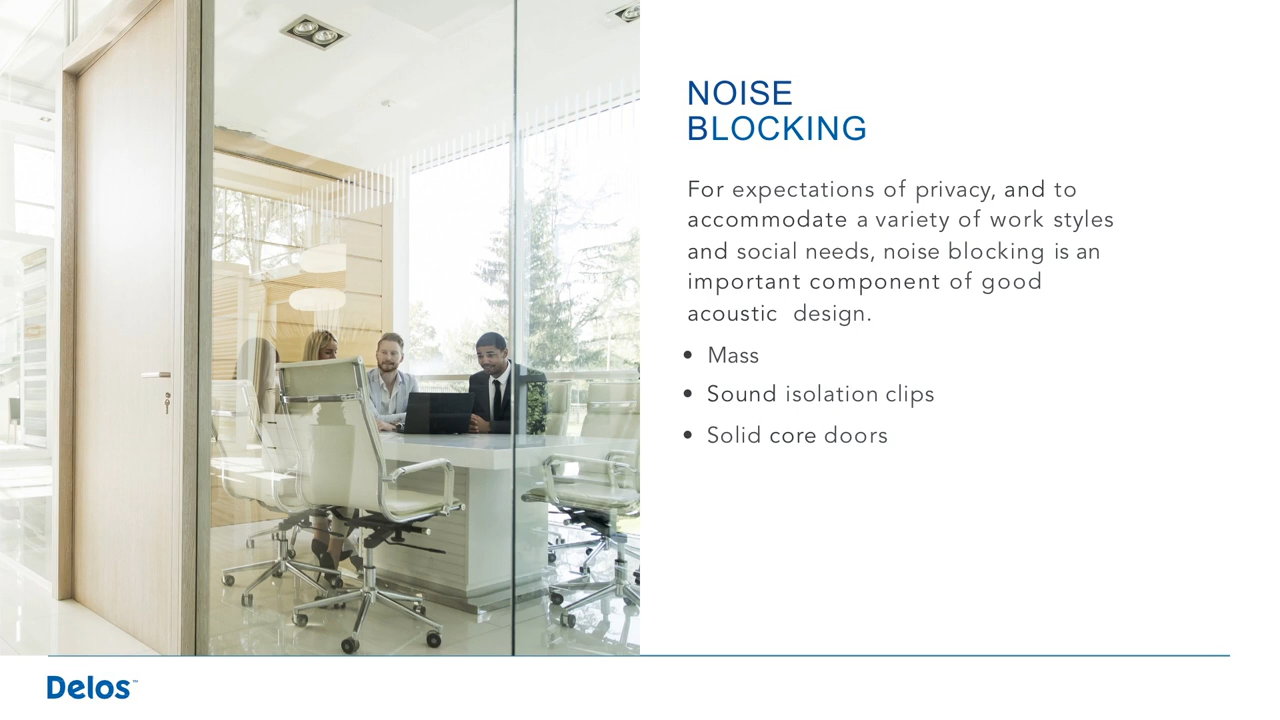 NOISE
BLOCKING
For expectations of privacy, and to
accommodate a variety of work styles
and social needs, noise blocking is an
important component of good
acoustic design.
• Mass
• Sound isolation clips
• Solid core doors
Delos™